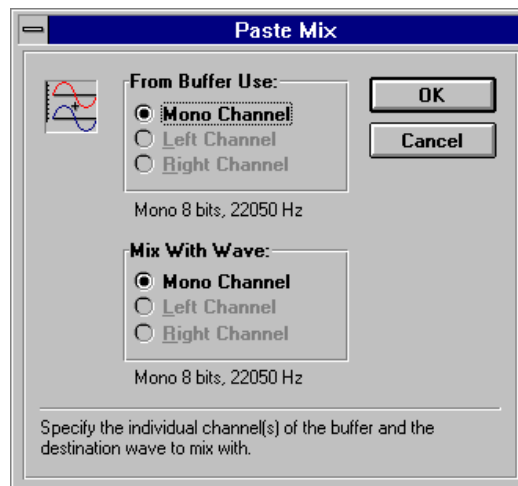 Paste Mix
From Buffer Use:
Mono Channel
Left Channel
Right Channel
Mono 8 bits, 22050 Hz
OK
Cancel
Mix With Wave:
Mono Channel
Left Channel
Right Channel
Mono 8 bits, 22050 Hz
Specify the individual channel(s) of the buffer and the
destination wave to mix with.